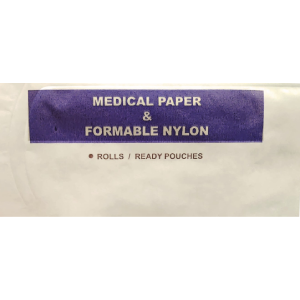 MEDICAL PAPER
&
FORMABLE NYLON
• ROLLS / READY POUCHES